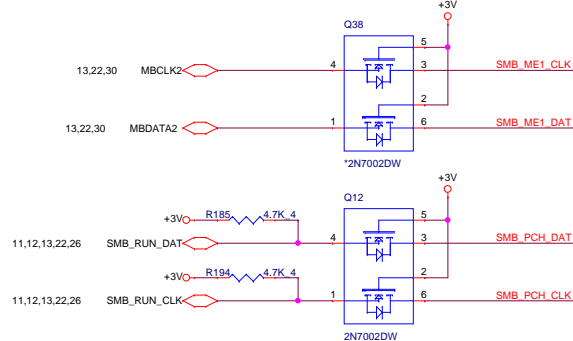 +3V
Q38
5
13,22,30 MBCLK2 4 3 SMB_ME1_CLK
2
13,22,30 MBDATA2 1 6 SMB_ME1_DAT
*2N7002DW
+3V
Q12
+3V R185 4.7K_4
5
11,12,13,22,26 SMB_RUN_DAT 4 3 SMB_PCH_DAT
+3V R194 4.7K_4
2
11,12,13,22,26 SMB_RUN_CLK 1 6 SMB_PCH_CLK
2N7002DW